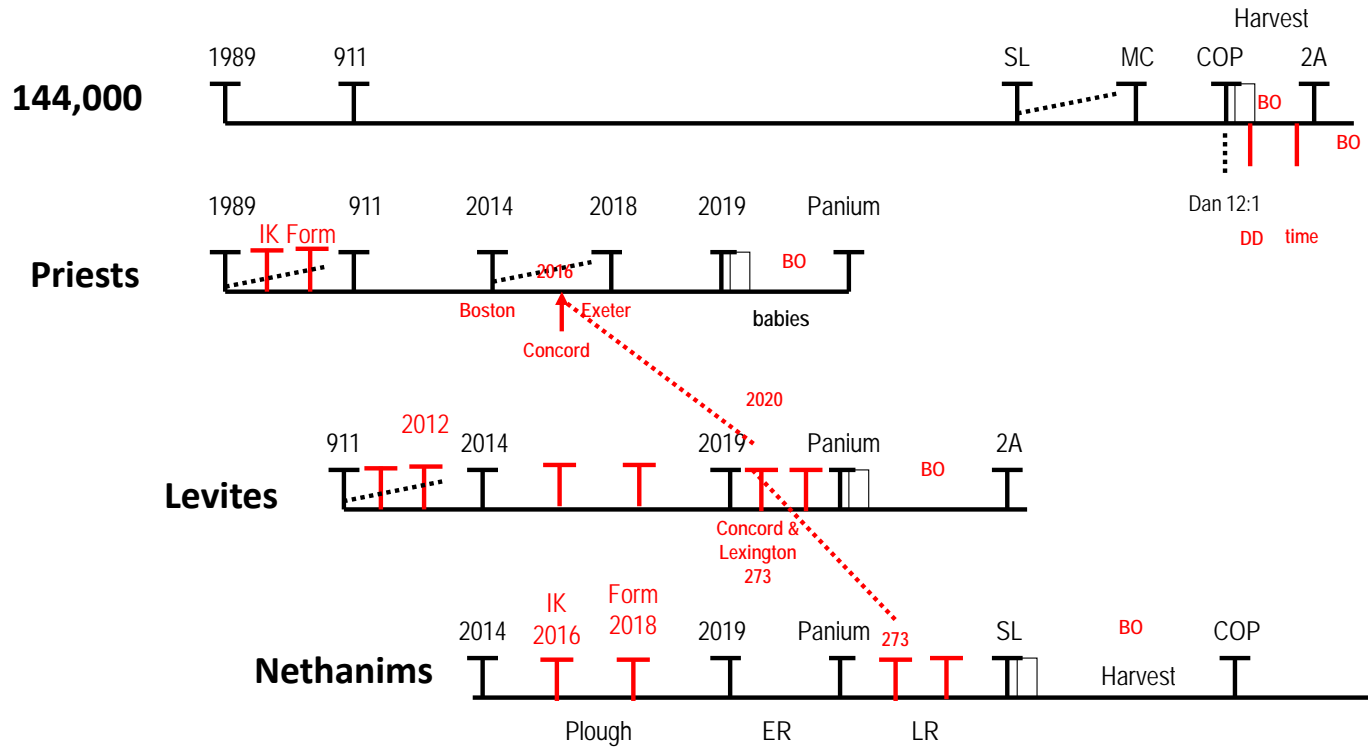 Harvest
1989 911 SL MC COP 2A
144,000
BO
BO
Dan 12:1
DD time
1989 911 2014 2018 2019 Panium
IK Form
Priests
2016
BO
Boston Exeter
babies
Concord
2020
2012
911 2014 2019 Panium 2A
BO
Levites
Concord &
Lexington
273
IK Form
2016 2018
2014 2019 Panium 273 SL BO COP
Nethanims
Harvest
Plough ER LR